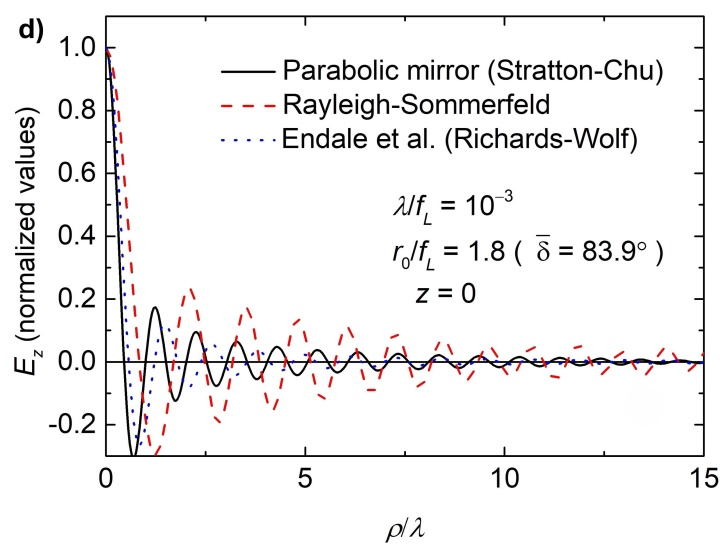 d)
1.0
0.8
0.6
0.4
0.2
0.0
-0.2
E_z (normalized values)
Parabolic mirror (Stratton-Chu)
Rayleigh-Sommerfeld
Endale et al. (Richards-Wolf)
λ/f_L = 10⁻³
r₀/f_L = 1.8 ( δ̅ = 83.9° )
z = 0
0 5 10 15
ρ/λ